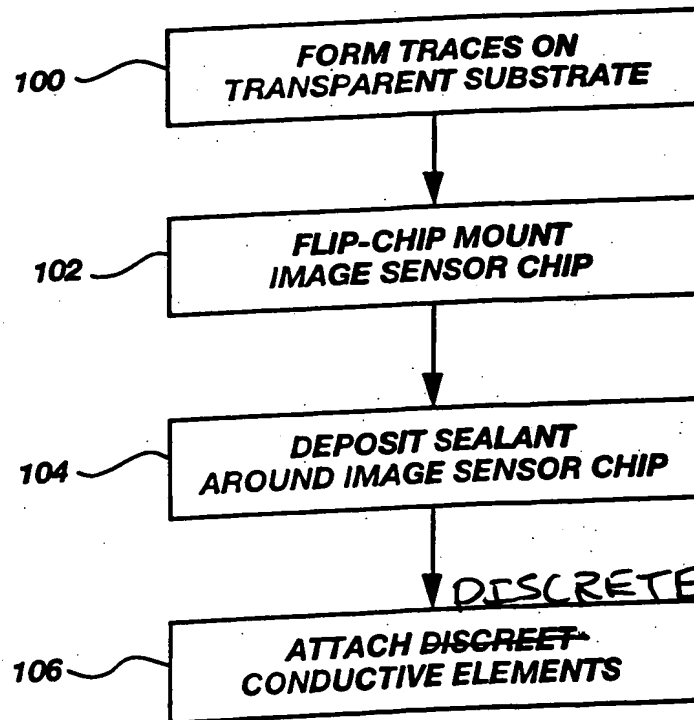 100
FORM TRACES ON
TRANSPARENT SUBSTRATE
102
FLIP-CHIP MOUNT
IMAGE SENSOR CHIP
104
DEPOSIT SEALANT
AROUND IMAGE SENSOR CHIP
DISCRETE
106
ATTACH DISCREET
CONDUCTIVE ELEMENTS